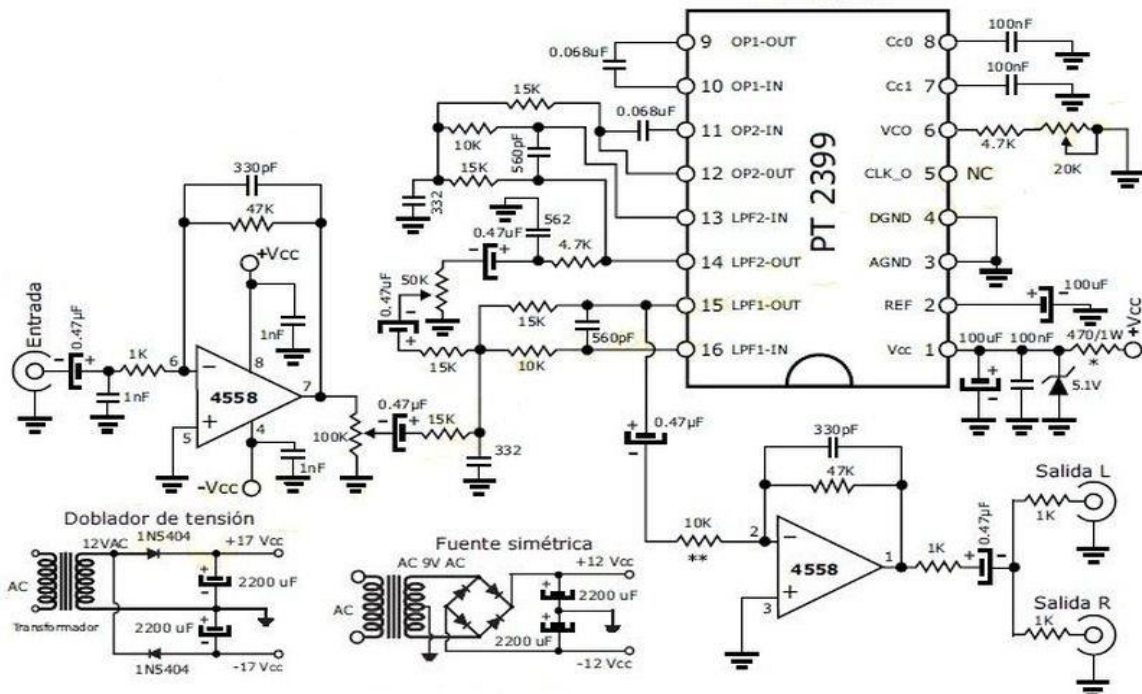 100nF
0.068uF
9 OP1-OUT
Cc0 8
100nF
10 OP1-IN
Cc1 7
15K
0.068uF
11 OP2-IN
VCO 6
4.7K
20K
10K
560pF
15K
12 OP2-0UT
CLK_O 5 NC
332
PT 2399
13 LPF2-IN
DGND 4
562
0.47uF
4.7K
14 LPF2-OUT
AGND 3
50K
0.47uF
100uF
+ -
15 LPF1-OUT
REF 2
15K
560pF
16 LPF1-IN
Vcc 1
10K
15K
100uF 100nF
470/1W
*
+Vcc
5.1V
330pF
47K
+Vcc
1nF
Entrada
0.47µF
- +
1K
1nF
6 -
8
4558
7
5 +
4
1nF
-Vcc
100K
0.47µF
- +
15K
332
0.47µF
+
-
330pF
47K
10K
**
2 -
4558
1
3 +
1K
0.47µF
+ -
Salida L
1K
Salida R
1K
Doblador de tensión
1N5404
12VAC
+17 Vcc
AC
2200 uF
2200 uF
Transformador
1N5404
-17 Vcc
Fuente simétrica
AC 9V AC
+12 Vcc
AC
2200 uF
2200 uF
-12 Vcc